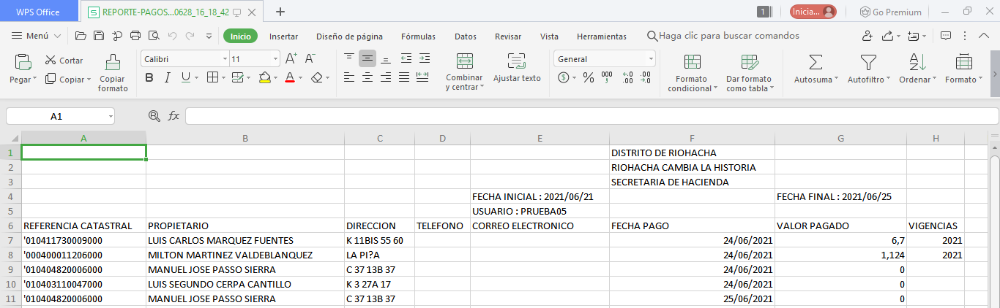 WPS Office REPORTE-PAGOS...0628_16_18_42 1 Inicia... Go Premium
Menú Inicio Insertar Diseño de página Fórmulas Datos Revisar Vista Herramientas Haga clic para buscar comandos
Pegar Cortar Copiar Copiar formato Calibri 11 A+ A- B I U A Combinar y centrar Ajustar texto General Formato condicional Dar formato como tabla Autosuma Autofiltro Ordenar Formato
A1 fx
A B C D E F G H
1 DISTRITO DE RIOHACHA
2 RIOHACHA CAMBIA LA HISTORIA
3 SECRETARIA DE HACIENDA
4 FECHA INICIAL : 2021/06/21 FECHA FINAL : 2021/06/25
5 USUARIO : PRUEBA05
6 REFERENCIA CATASTRAL PROPIETARIO DIRECCION TELEFONO CORREO ELECTRONICO FECHA PAGO VALOR PAGADO VIGENCIAS
7 '010411730009000 LUIS CARLOS MARQUEZ FUENTES K 11BIS 55 60 24/06/2021 6,7 2021
8 '000400011206000 MILTON MARTINEZ VALDEBLANQUEZ LA PI?A 24/06/2021 1,124 2021
9 '010404820006000 MANUEL JOSE PASSO SIERRA C 37 13B 37 24/06/2021 0
10 '010403110047000 LUIS SEGUNDO CERPA CANTILLO K 3 27A 17 24/06/2021 0
11 '010404820006000 MANUEL JOSE PASSO SIERRA C 37 13B 37 25/06/2021 0